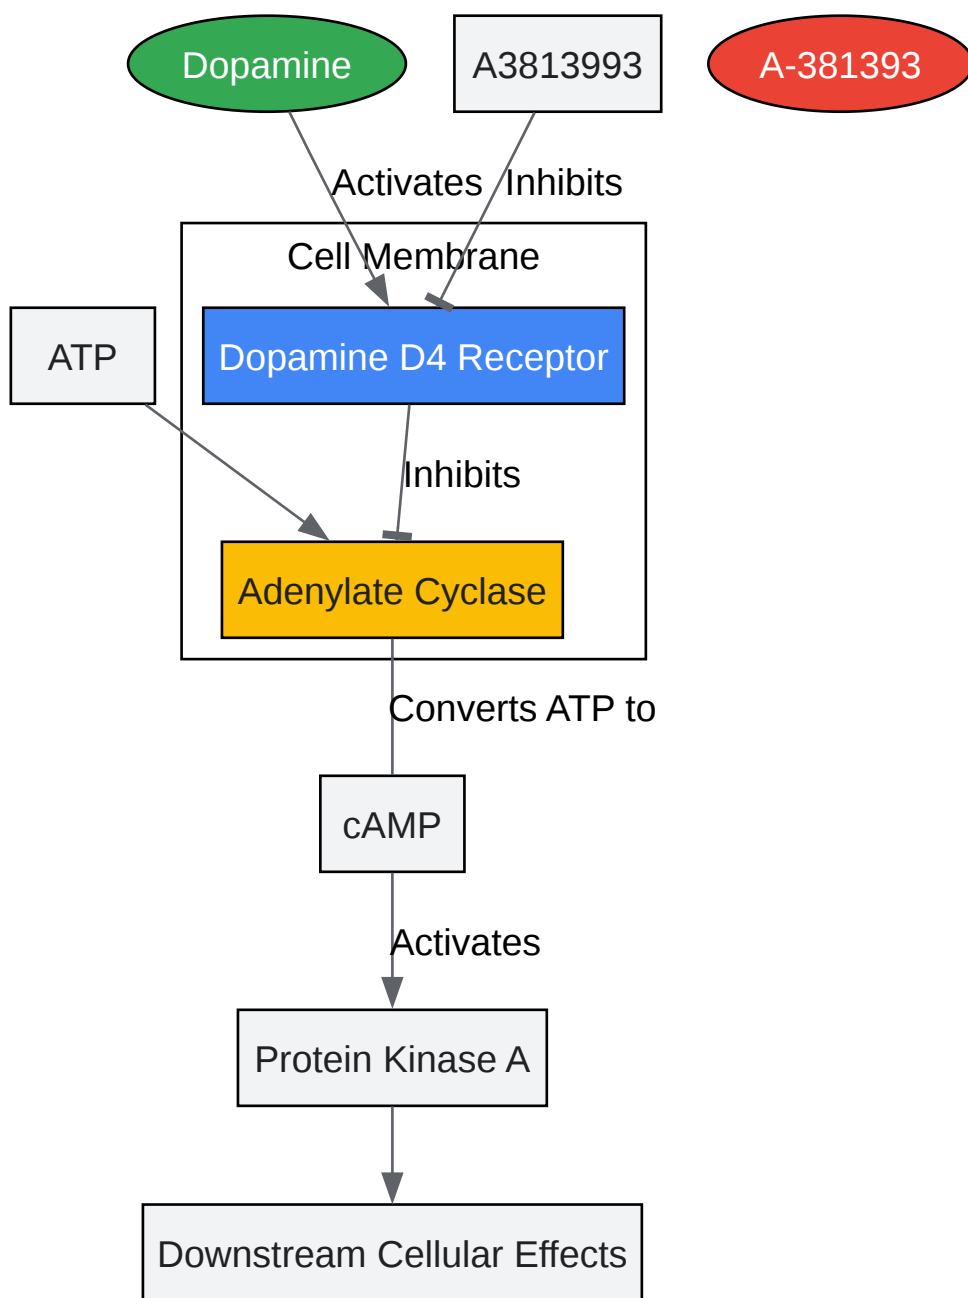 Dopamine
A3813993
A-381393
Activates
Inhibits
Cell Membrane
ATP
Dopamine D4 Receptor
Inhibits
Adenylate Cyclase
Converts ATP to
cAMP
Activates
Protein Kinase A
Downstream Cellular Effects